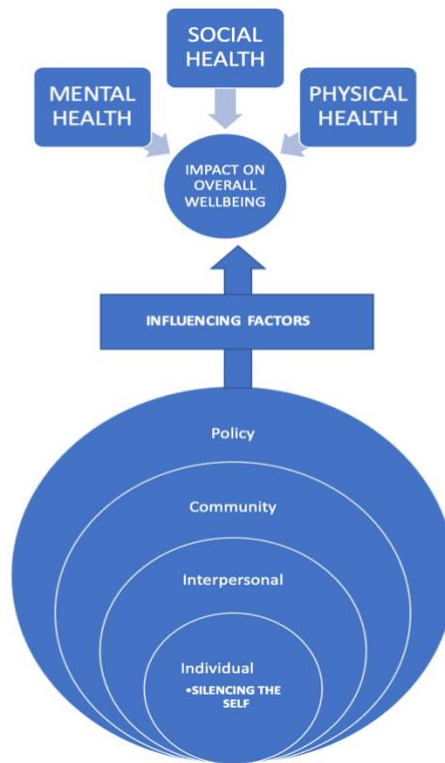 SOCIAL
HEALTH
MENTAL
HEALTH
PHYSICAL
HEALTH
IMPACT ON
OVERALL
WELLBEING
INFLUENCING FACTORS
Policy
Community
Interpersonal
Individual
•SILENCING THE
SELF